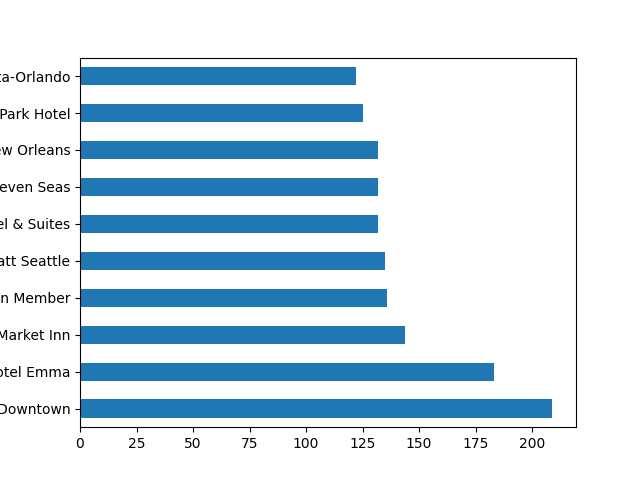 ta-Orlando
Park Hotel
ew Orleans
even Seas
el & Suites
att Seattle
n Member
Market Inn
otel Emma
Downtown
0 25 50 75 100 125 150 175 200